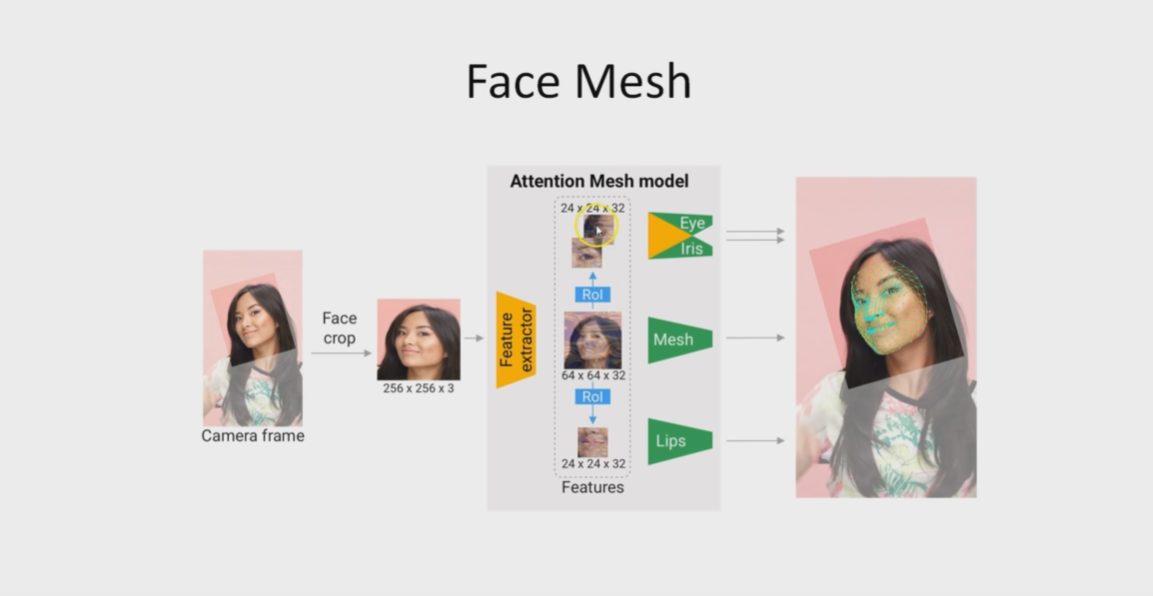 Face Mesh
Attention Mesh model
24 x 24 x 32
Eye
Iris
RoI
Face
crop
Feature
extractor
Mesh
256 x 256 x 3
64 x 64 x 32
RoI
Camera frame
Lips
24 x 24 x 32
Features